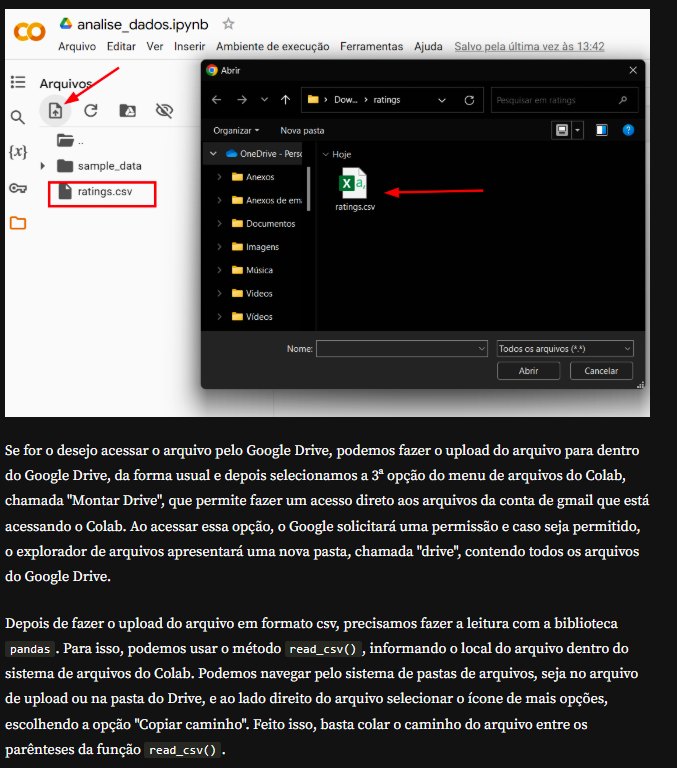 analise_dados.ipynb
Arquivo Editar Ver Inserir Ambiente de execução Ferramentas Ajuda Salvo pela última vez às 13:42
Arquivos
..
sample_data
ratings.csv
{x}
Abrir
Dow... › ratings
Pesquisar em ratings
Organizar
Nova pasta
OneDrive - Perso
Anexos
Anexos de ema
Documentos
Imagens
Música
Videos
Vídeos
Hoje
ratings.csv
Nome:
Todos os arquivos (*.*)
Abrir
Cancelar
Se for o desejo acessar o arquivo pelo Google Drive, podemos fazer o upload do arquivo para dentro
do Google Drive, da forma usual e depois selecionamos a 3ª opção do menu de arquivos do Colab,
chamada "Montar Drive", que permite fazer um acesso direto aos arquivos da conta de gmail que está
acessando o Colab. Ao acessar essa opção, o Google solicitará uma permissão e caso seja permitido,
o explorador de arquivos apresentará uma nova pasta, chamada "drive", contendo todos os arquivos
do Google Drive.
Depois de fazer o upload do arquivo em formato csv, precisamos fazer a leitura com a biblioteca
pandas. Para isso, podemos usar o método read_csv(), informando o local do arquivo dentro do
sistema de arquivos do Colab. Podemos navegar pelo sistema de pastas de arquivos, seja no arquivo
de upload ou na pasta do Drive, e ao lado direito do arquivo selecionar o ícone de mais opções,
escolhendo a opção "Copiar caminho". Feito isso, basta colar o caminho do arquivo entre os
parênteses da função read_csv().